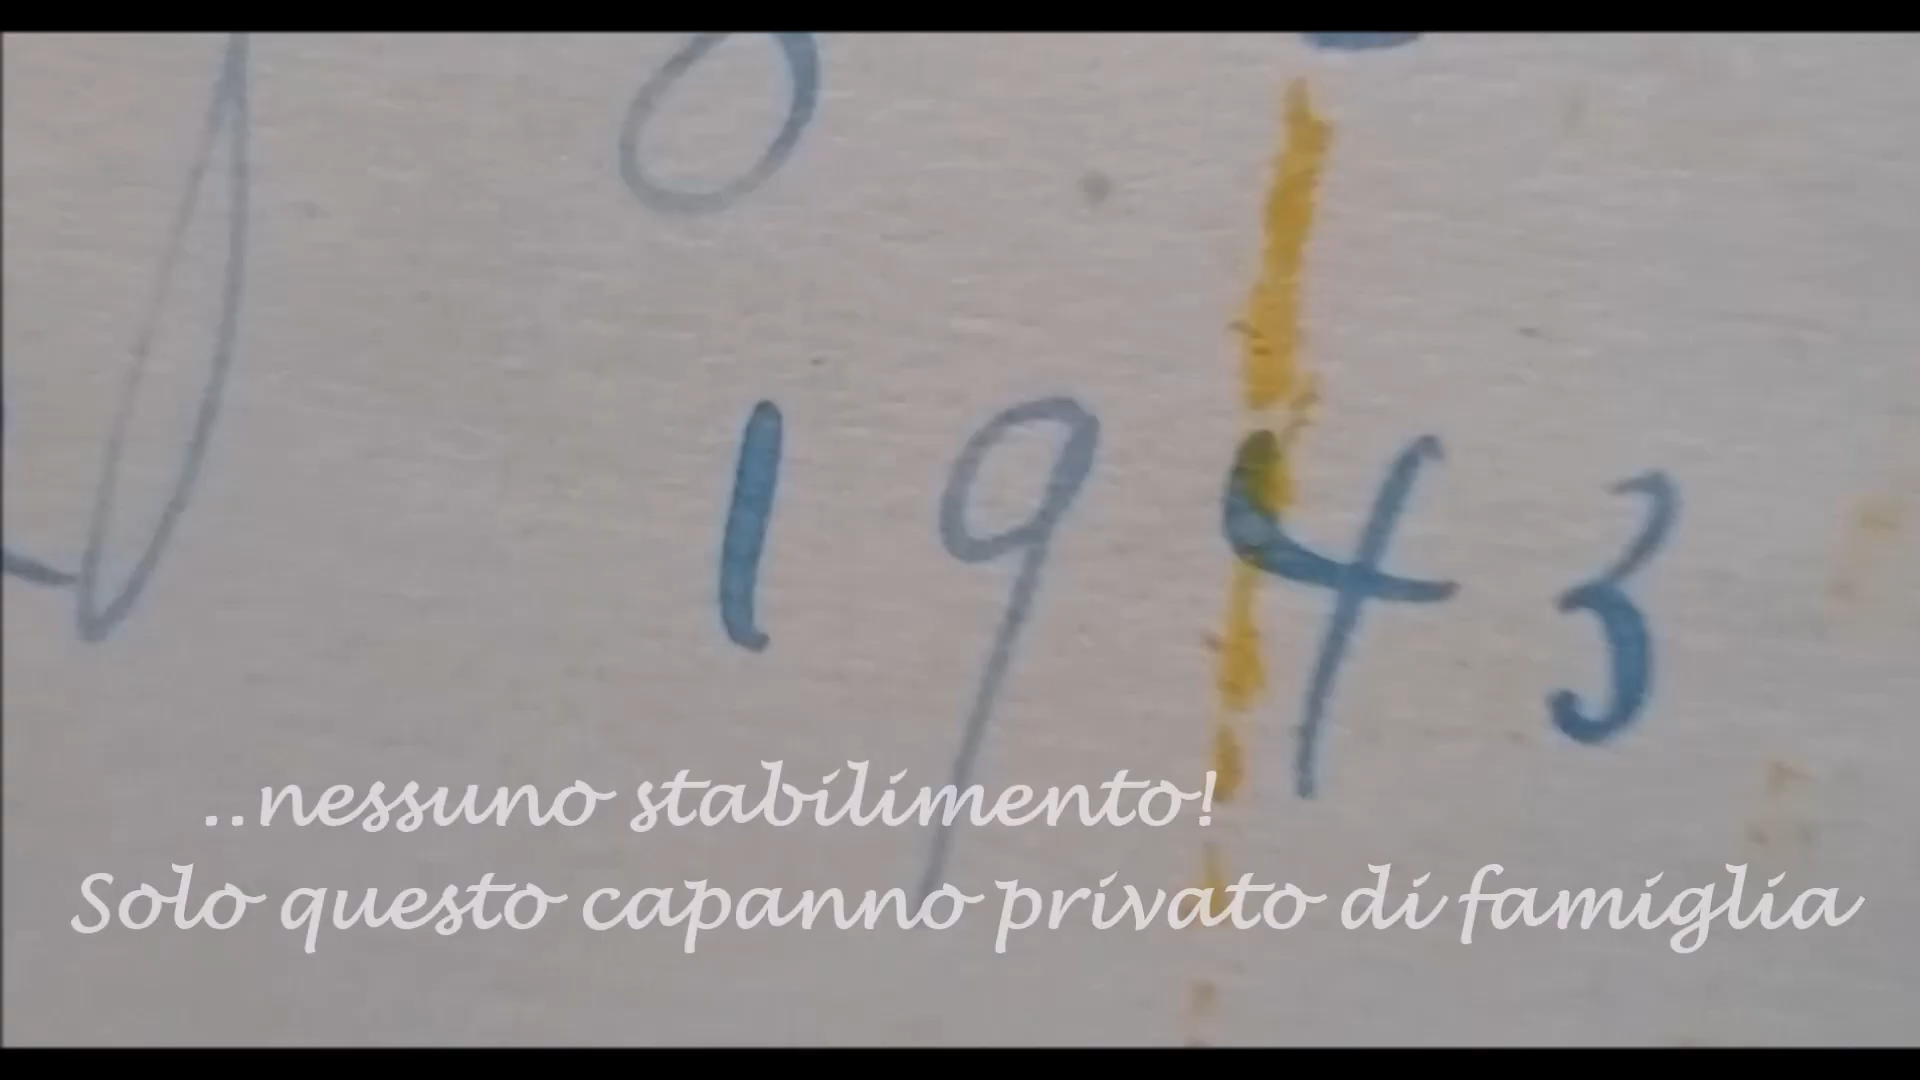 1943
..nessuno stabilimento!
Solo questo capanno privato di famiglia